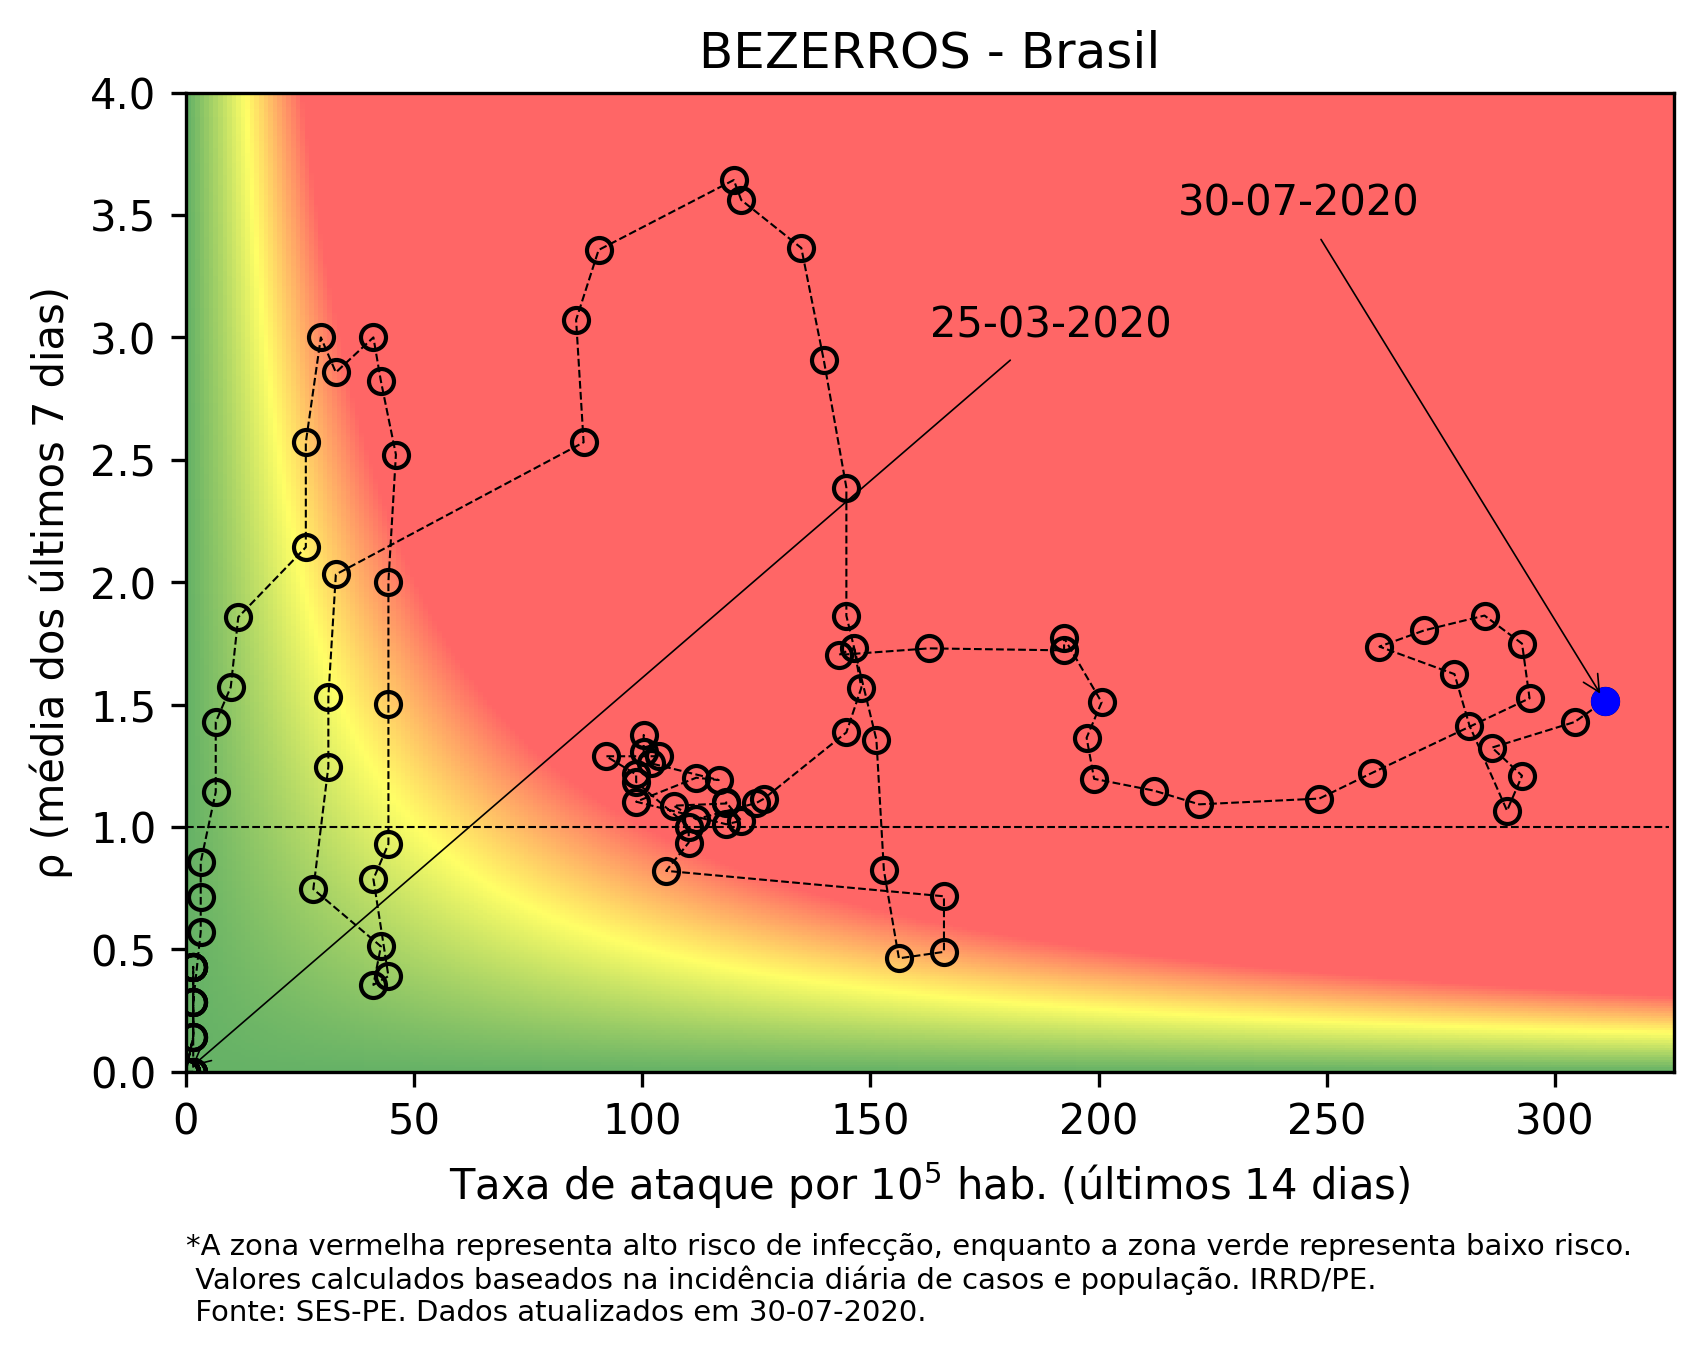 BEZERROS - Brasil
4.0
3.5
3.0
2.5
2.0
1.5
1.0
0.5
0.0
ρ (média dos últimos 7 dias)
30-07-2020
25-03-2020
0 50 100 150 200 250 300
Taxa de ataque por 10⁵ hab. (últimos 14 dias)
*A zona vermelha representa alto risco de infecção, enquanto a zona verde representa baixo risco.
Valores calculados baseados na incidência diária de casos e população. IRRD/PE.
Fonte: SES-PE. Dados atualizados em 30-07-2020.